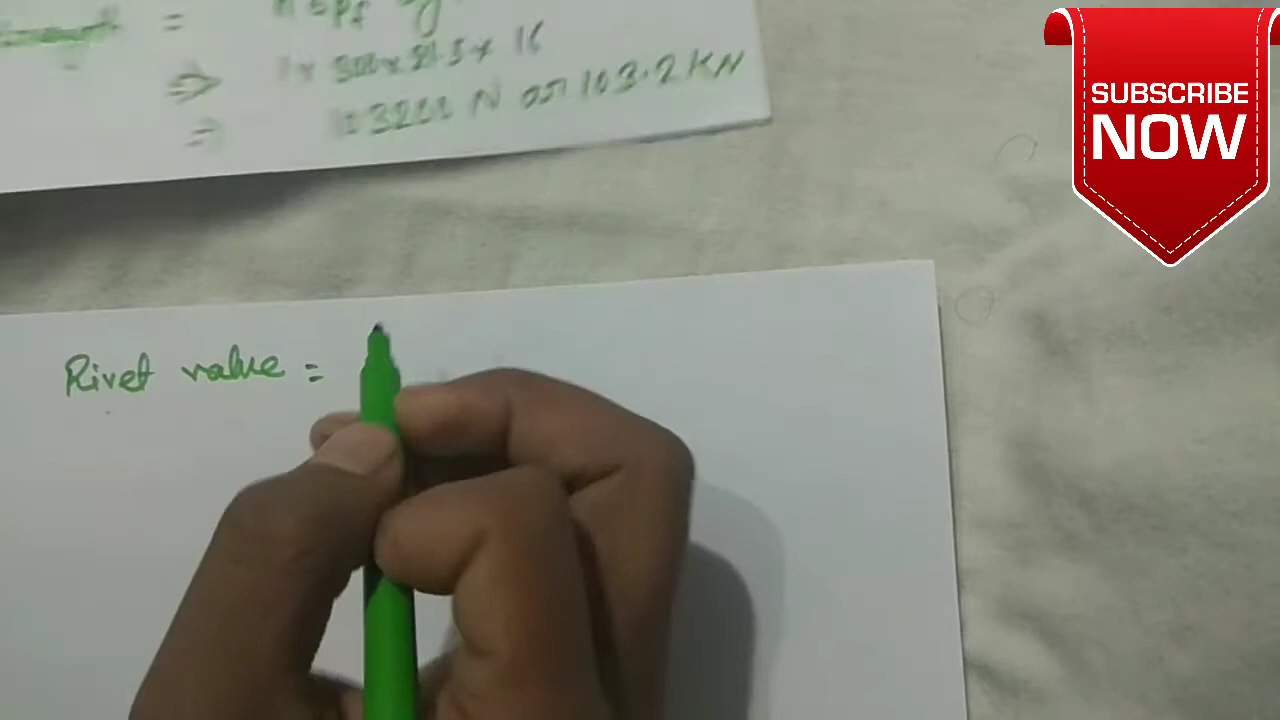 =
⇒ 1 × 300 × 21.5 × 16
⇒ 103200 N or 103.2 KN
Rivet value =
SUBSCRIBE
NOW